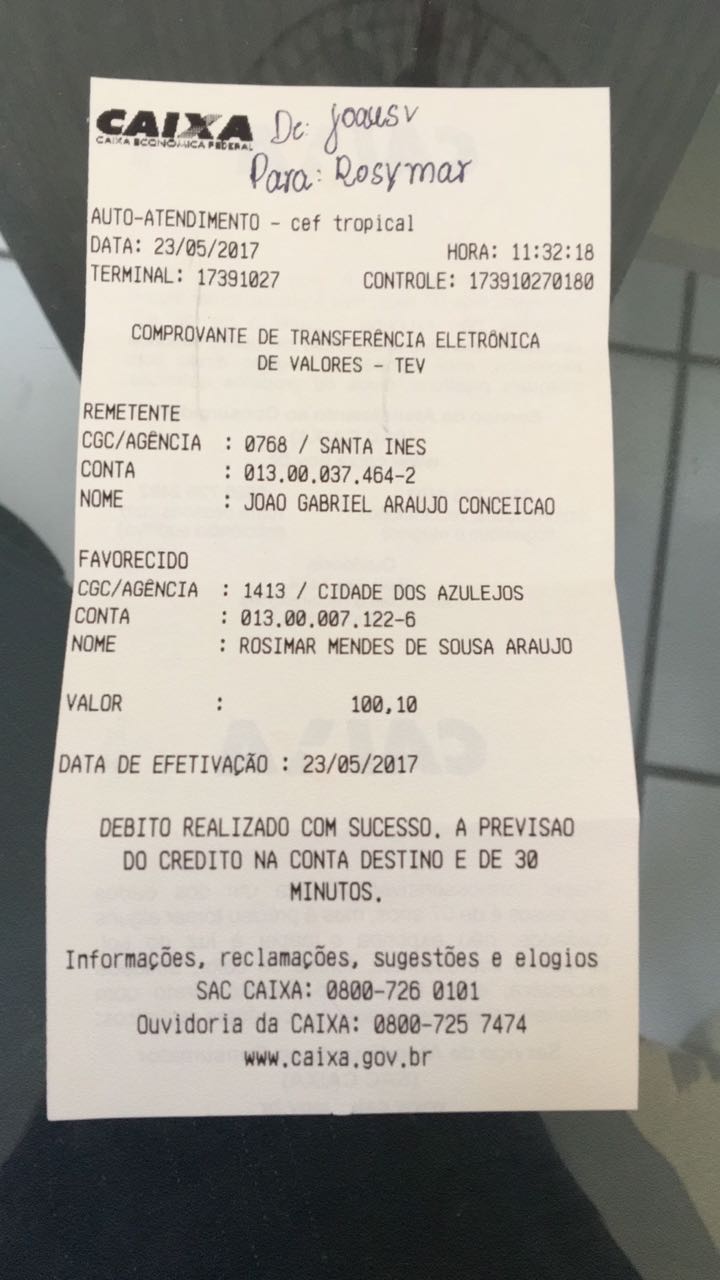 CAIXA
CAIXA ECONÔMICA FEDERAL
De: joausv
Para: Rosymar
AUTO-ATENDIMENTO - cef tropical
DATA: 23/05/2017 HORA: 11:32:18
TERMINAL: 17391027 CONTROLE: 173910270180
COMPROVANTE DE TRANSFERÊNCIA ELETRÔNICA
DE VALORES - TEV
REMETENTE
CGC/AGÊNCIA : 0768 / SANTA INES
CONTA : 013.00.037.464-2
NOME : JOAO GABRIEL ARAUJO CONCEICAO
FAVORECIDO
CGC/AGÊNCIA : 1413 / CIDADE DOS AZULEJOS
CONTA : 013.00.007.122-6
NOME : ROSIMAR MENDES DE SOUSA ARAUJO
VALOR : 100,10
DATA DE EFETIVAÇÃO : 23/05/2017
DEBITO REALIZADO COM SUCESSO. A PREVISAO
DO CREDITO NA CONTA DESTINO E DE 30
MINUTOS.
Informações, reclamações, sugestões e elogios
SAC CAIXA: 0800-726 0101
Ouvidoria da CAIXA: 0800-725 7474
www.caixa.gov.br